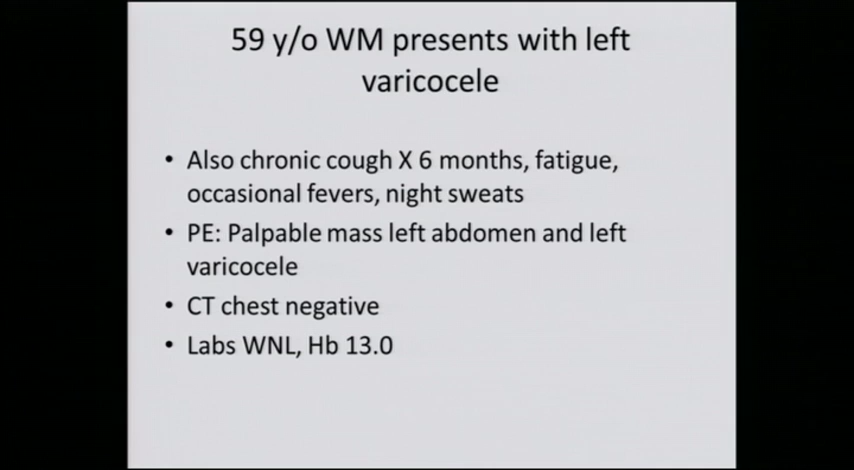 59 y/o WM presents with left
varicocele
• Also chronic cough X 6 months, fatigue,
occasional fevers, night sweats
• PE: Palpable mass left abdomen and left
varicocele
• CT chest negative
• Labs WNL, Hb 13.0